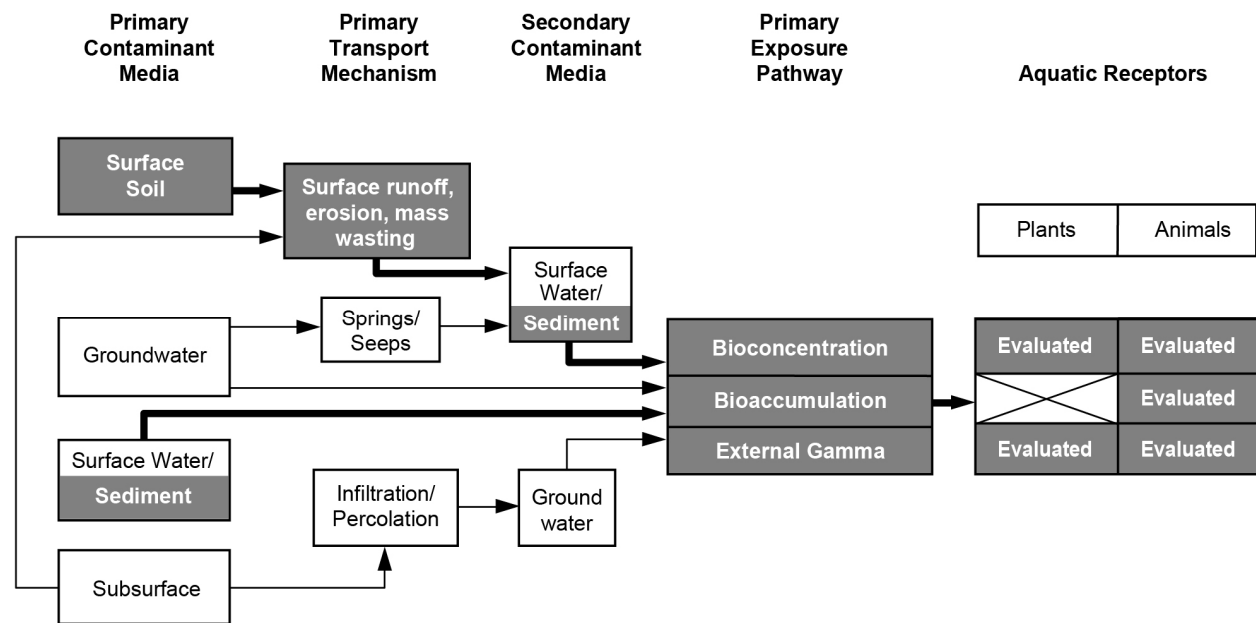 Primary
Contaminant
Media
Primary
Transport
Mechanism
Secondary
Contaminant
Media
Primary
Exposure
Pathway
Aquatic Receptors
Surface
Soil
Surface runoff,
erosion, mass
wasting
Plants
Animals
Surface
Water/
Sediment
Springs/
Seeps
Groundwater
Bioconcentration
Evaluated
Evaluated
Bioaccumulation
Evaluated
External Gamma
Evaluated
Evaluated
Surface Water/
Sediment
Infiltration/
Percolation
Ground
water
Subsurface